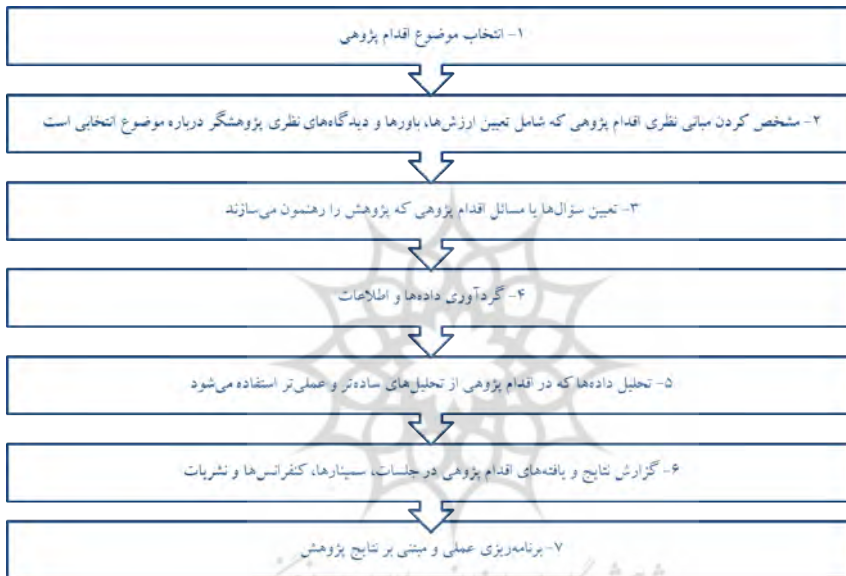 ۱- انتخاب موضوع اقدام پژوهی
۲- مشخص کردن مبانی نظری اقدام پژوهی که شامل تعیین ارزش‌ها، باورها و دیدگاه‌های نظری پژوهشگر درباره موضوع انتخابی است
۳- تعیین سؤال‌ها یا مسائل اقدام پژوهی که پژوهش را رهنمون می‌سازند
۴- گردآوری داده‌ها و اطلاعات
۵- تحلیل داده‌ها که در اقدام پژوهی از تحلیل‌های ساده‌تر و عملی‌تر استفاده می‌شود
۶- گزارش نتایج و یافته‌های اقدام پژوهی در جلسات، سمینارها، کنفرانس‌ها و نشریات
۷- برنامه‌ریزی عملی و مبتنی بر نتایج پژوهش